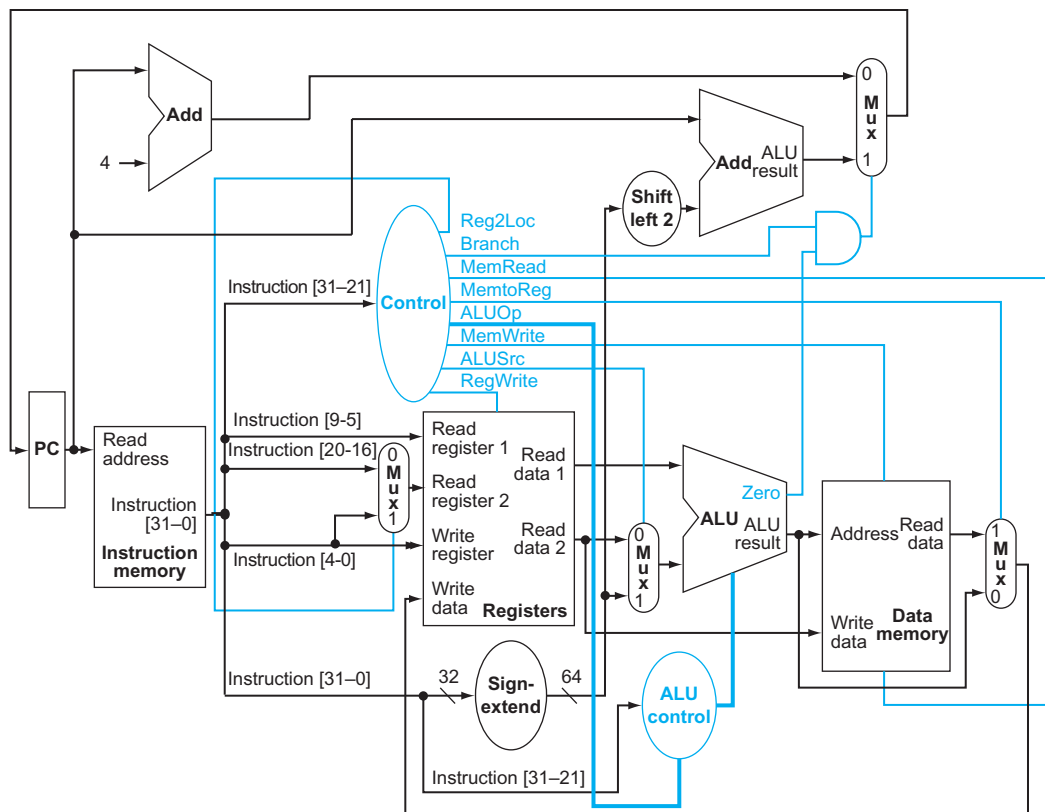 Add
4
0
Mux
1
Add
ALU
result
Shift
left 2
Reg2Loc
Branch
MemRead
MemtoReg
ALUOp
MemWrite
ALUSrc
RegWrite
Control
Instruction [31–21]
PC
Read
address
Instruction
[31–0]
Instruction
memory
Instruction [9-5]
Instruction [20-16]
Instruction [4-0]
0
Mux
1
Read
register 1
Read
register 2
Write
register
Write
data
Read
data 1
Read
data 2
Registers
0
Mux
1
Zero
ALU
ALU
result
Address
Read
data
Write
data
Data
memory
1
Mux
0
Instruction [31–0]
32
Sign-
extend
64
ALU
control
Instruction [31–21]